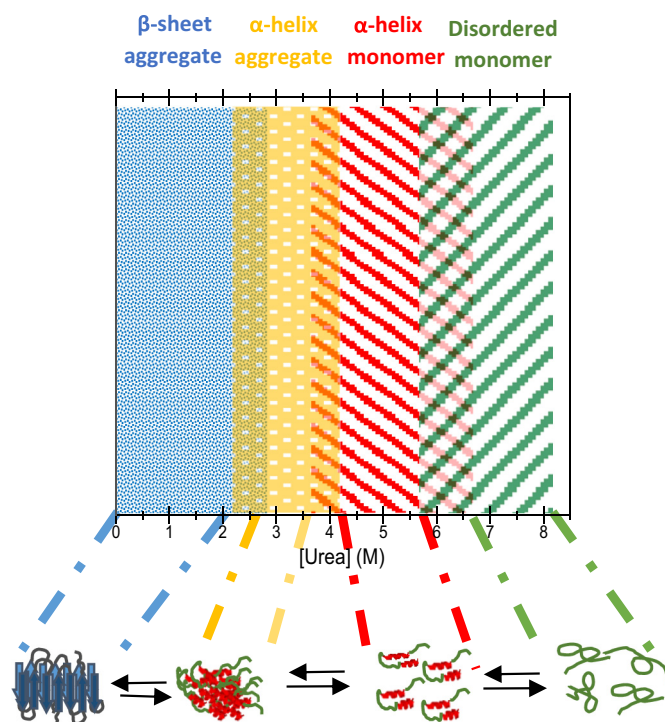 β-sheet aggregate
α-helix aggregate
α-helix monomer
Disordered monomer
0 1 2 3 4 5 6 7 8
[Urea] (M)